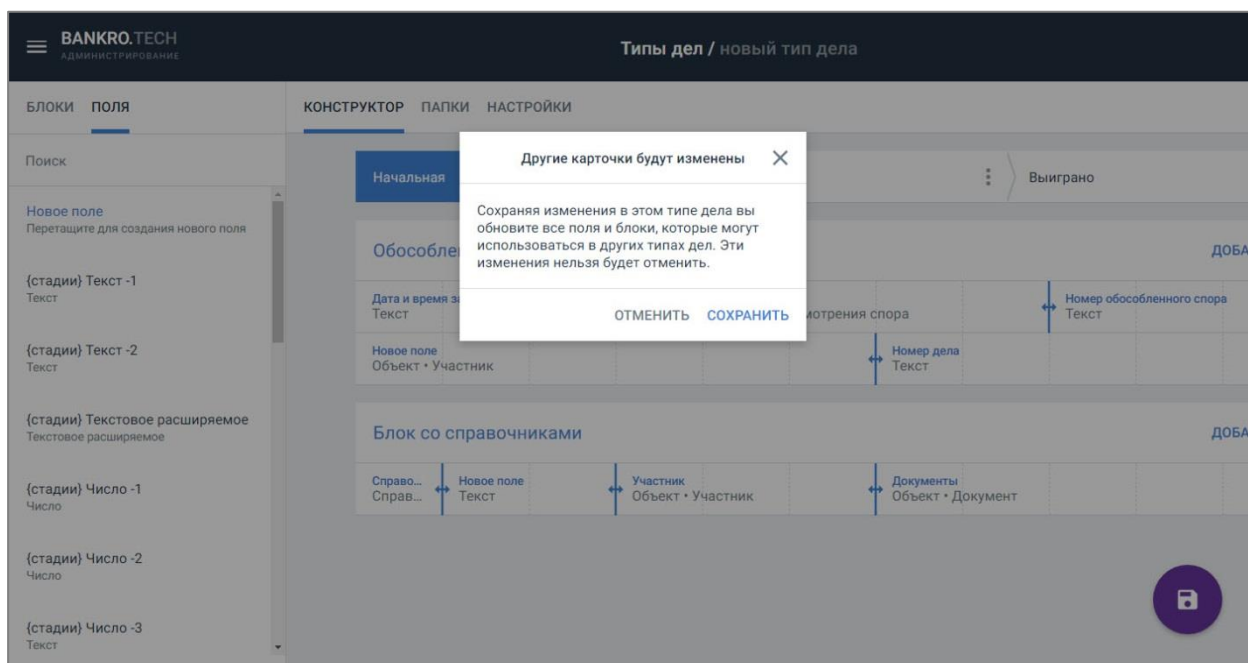 BANKRO.TECH
АДМИНИСТРИРОВАНИЕ
Типы дел / новый тип дела
БЛОКИ ПОЛЯ
КОНСТРУКТОР ПАПКИ НАСТРОЙКИ
Поиск
Новое поле
Перетащите для создания нового поля
{стадии} Текст -1
Текст
{стадии} Текст -2
Текст
{стадии} Текстовое расширяемое
Текстовое расширяемое
{стадии} Число -1
Число
{стадии} Число -2
Число
{стадии} Число -3
Текст
Начальная
Выиграно
Другие карточки будут изменены
Сохраняя изменения в этом типе дела вы
обновите все поля и блоки, которые могут
использоваться в других типах дел. Эти
изменения нельзя будет отменить.
ОТМЕНИТЬ СОХРАНИТЬ
Обособле
ДОБА
Дата и время з
Текст
мотрения спора
Номер обособленного спора
Текст
Новое поле
Объект • Участник
Номер дела
Текст
Блок со справочниками
ДОБА
Справо...
Справ...
Новое поле
Текст
Участник
Объект • Участник
Документы
Объект • Документ